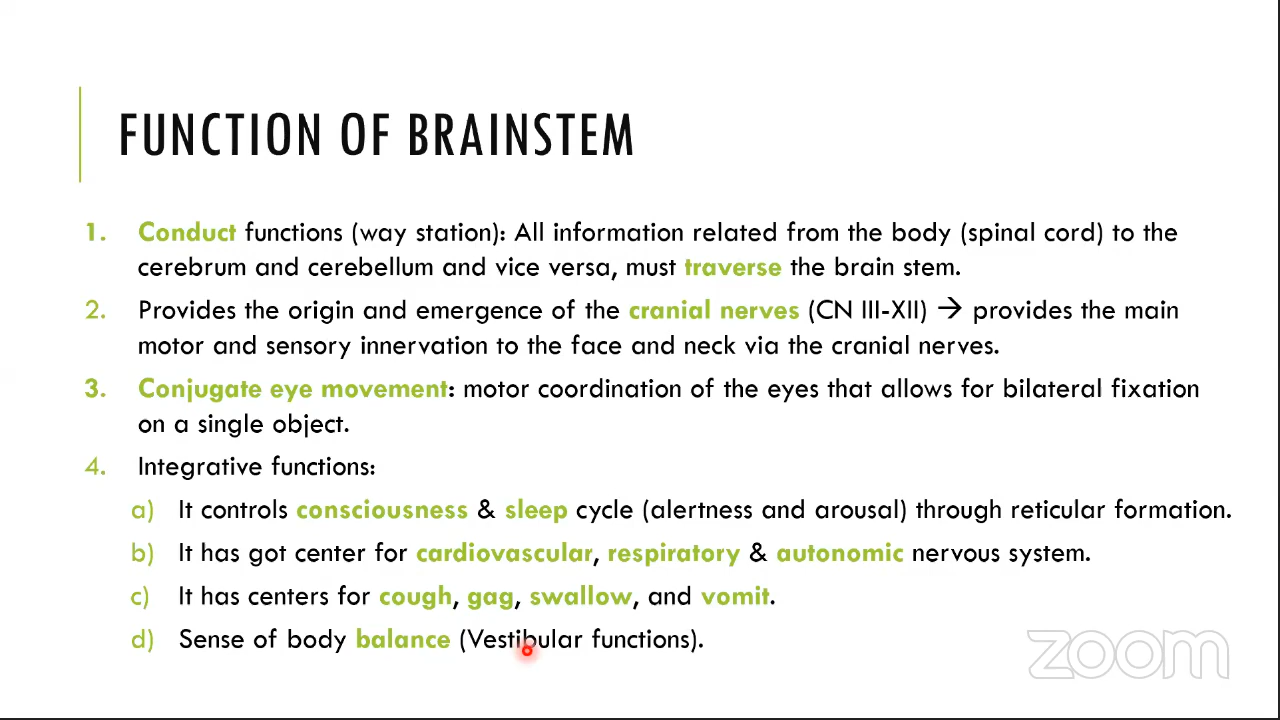 FUNCTION OF BRAINSTEM
1. Conduct functions (way station): All information related from the body (spinal cord) to the
cerebrum and cerebellum and vice versa, must traverse the brain stem.
2. Provides the origin and emergence of the cranial nerves (CN III-XII) → provides the main
motor and sensory innervation to the face and neck via the cranial nerves.
3. Conjugate eye movement: motor coordination of the eyes that allows for bilateral fixation
on a single object.
4. Integrative functions:
a) It controls consciousness & sleep cycle (alertness and arousal) through reticular formation.
b) It has got center for cardiovascular, respiratory & autonomic nervous system.
c) It has centers for cough, gag, swallow, and vomit.
d) Sense of body balance (Vestibular functions).
zoom